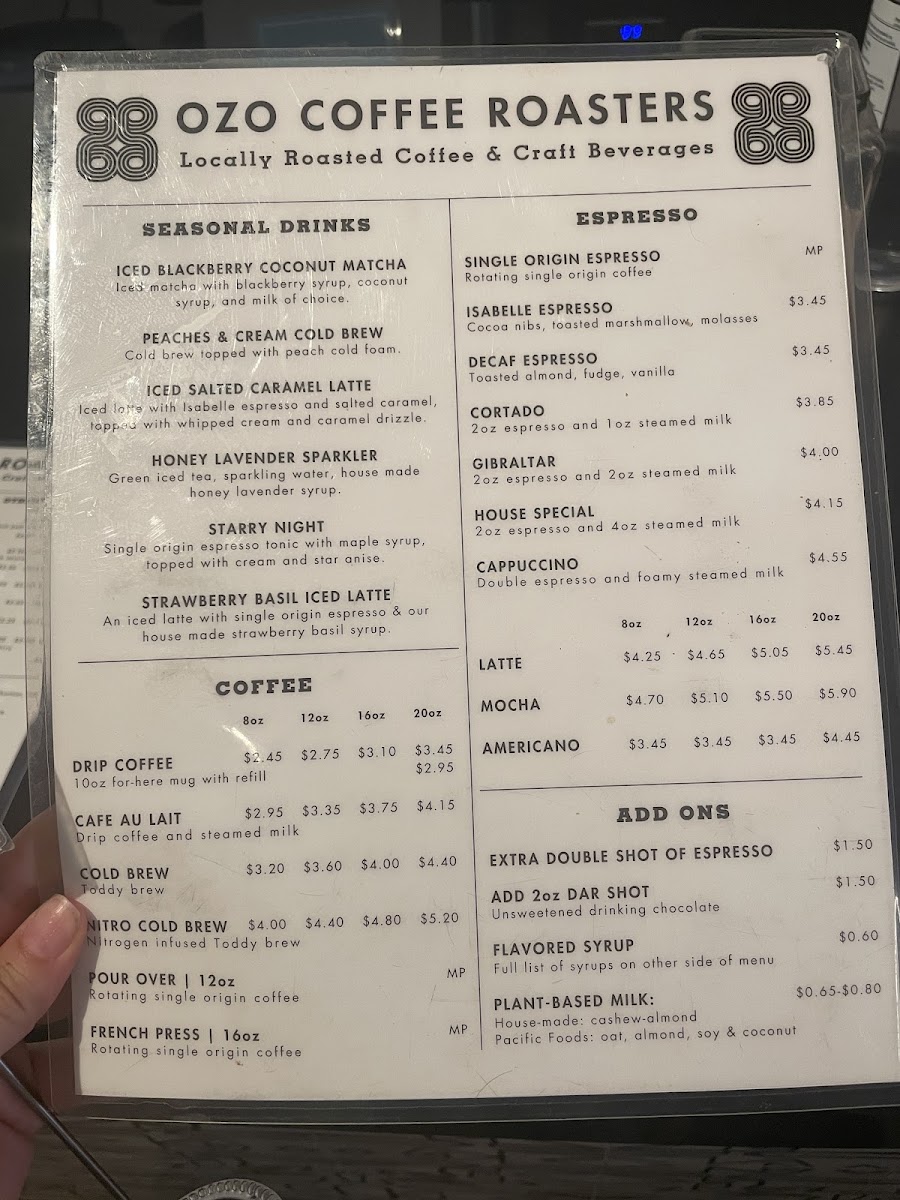 OZO COFFEE ROASTERS
Locally Roasted Coffee & Craft Beverages
SEASONAL DRINKS
ICED BLACKBERRY COCONUT MATCHA
Iced matcha with blackberry syrup, coconut
syrup, and milk of choice.
PEACHES & CREAM COLD BREW
Cold brew topped with peach cold foam.
ICED SALTED CARAMEL LATTE
Iced latte with Isabelle espresso and salted caramel,
topped with whipped cream and caramel drizzle.
HONEY LAVENDER SPARKLER
Green iced tea, sparkling water, house made
honey lavender syrup.
STARRY NIGHT
Single origin espresso tonic with maple syrup,
topped with cream and star anise.
STRAWBERRY BASIL ICED LATTE
An iced latte with single origin espresso & our
house made strawberry basil syrup.
COFFEE
8oz 12oz 16oz 20oz
DRIP COFFEE $2.45 $2.75 $3.10 $3.45
10oz for-here mug with refill $2.95
CAFE AU LAIT $2.95 $3.35 $3.75 $4.15
Drip coffee and steamed milk
COLD BREW $3.20 $3.60 $4.00 $4.40
Toddy brew
NITRO COLD BREW $4.00 $4.40 $4.80 $5.20
Nitrogen infused Toddy brew
POUR OVER | 12oz MP
Rotating single origin coffee
FRENCH PRESS | 16oz MP
Rotating single origin coffee
ESPRESSO
SINGLE ORIGIN ESPRESSO MP
Rotating single origin coffee
ISABELLE ESPRESSO $3.45
Cocoa nibs, toasted marshmallow, molasses
DECAF ESPRESSO $3.45
Toasted almond, fudge, vanilla
CORTADO $3.85
2oz espresso and 1oz steamed milk
GIBRALTAR $4.00
2oz espresso and 2oz steamed milk
HOUSE SPECIAL $4.15
2oz espresso and 4oz steamed milk
CAPPUCCINO $4.55
Double espresso and foamy steamed milk
8oz 12oz 16oz 20oz
LATTE $4.25 $4.65 $5.05 $5.45
MOCHA $4.70 $5.10 $5.50 $5.90
AMERICANO $3.45 $3.45 $3.45 $4.45
ADD ONS
EXTRA DOUBLE SHOT OF ESPRESSO $1.50
ADD 2oz DAR SHOT $1.50
Unsweetened drinking chocolate
FLAVORED SYRUP $0.60
Full list of syrups on other side of menu
PLANT-BASED MILK: $0.65-$0.80
House-made: cashew-almond
Pacific Foods: oat, almond, soy & coconut